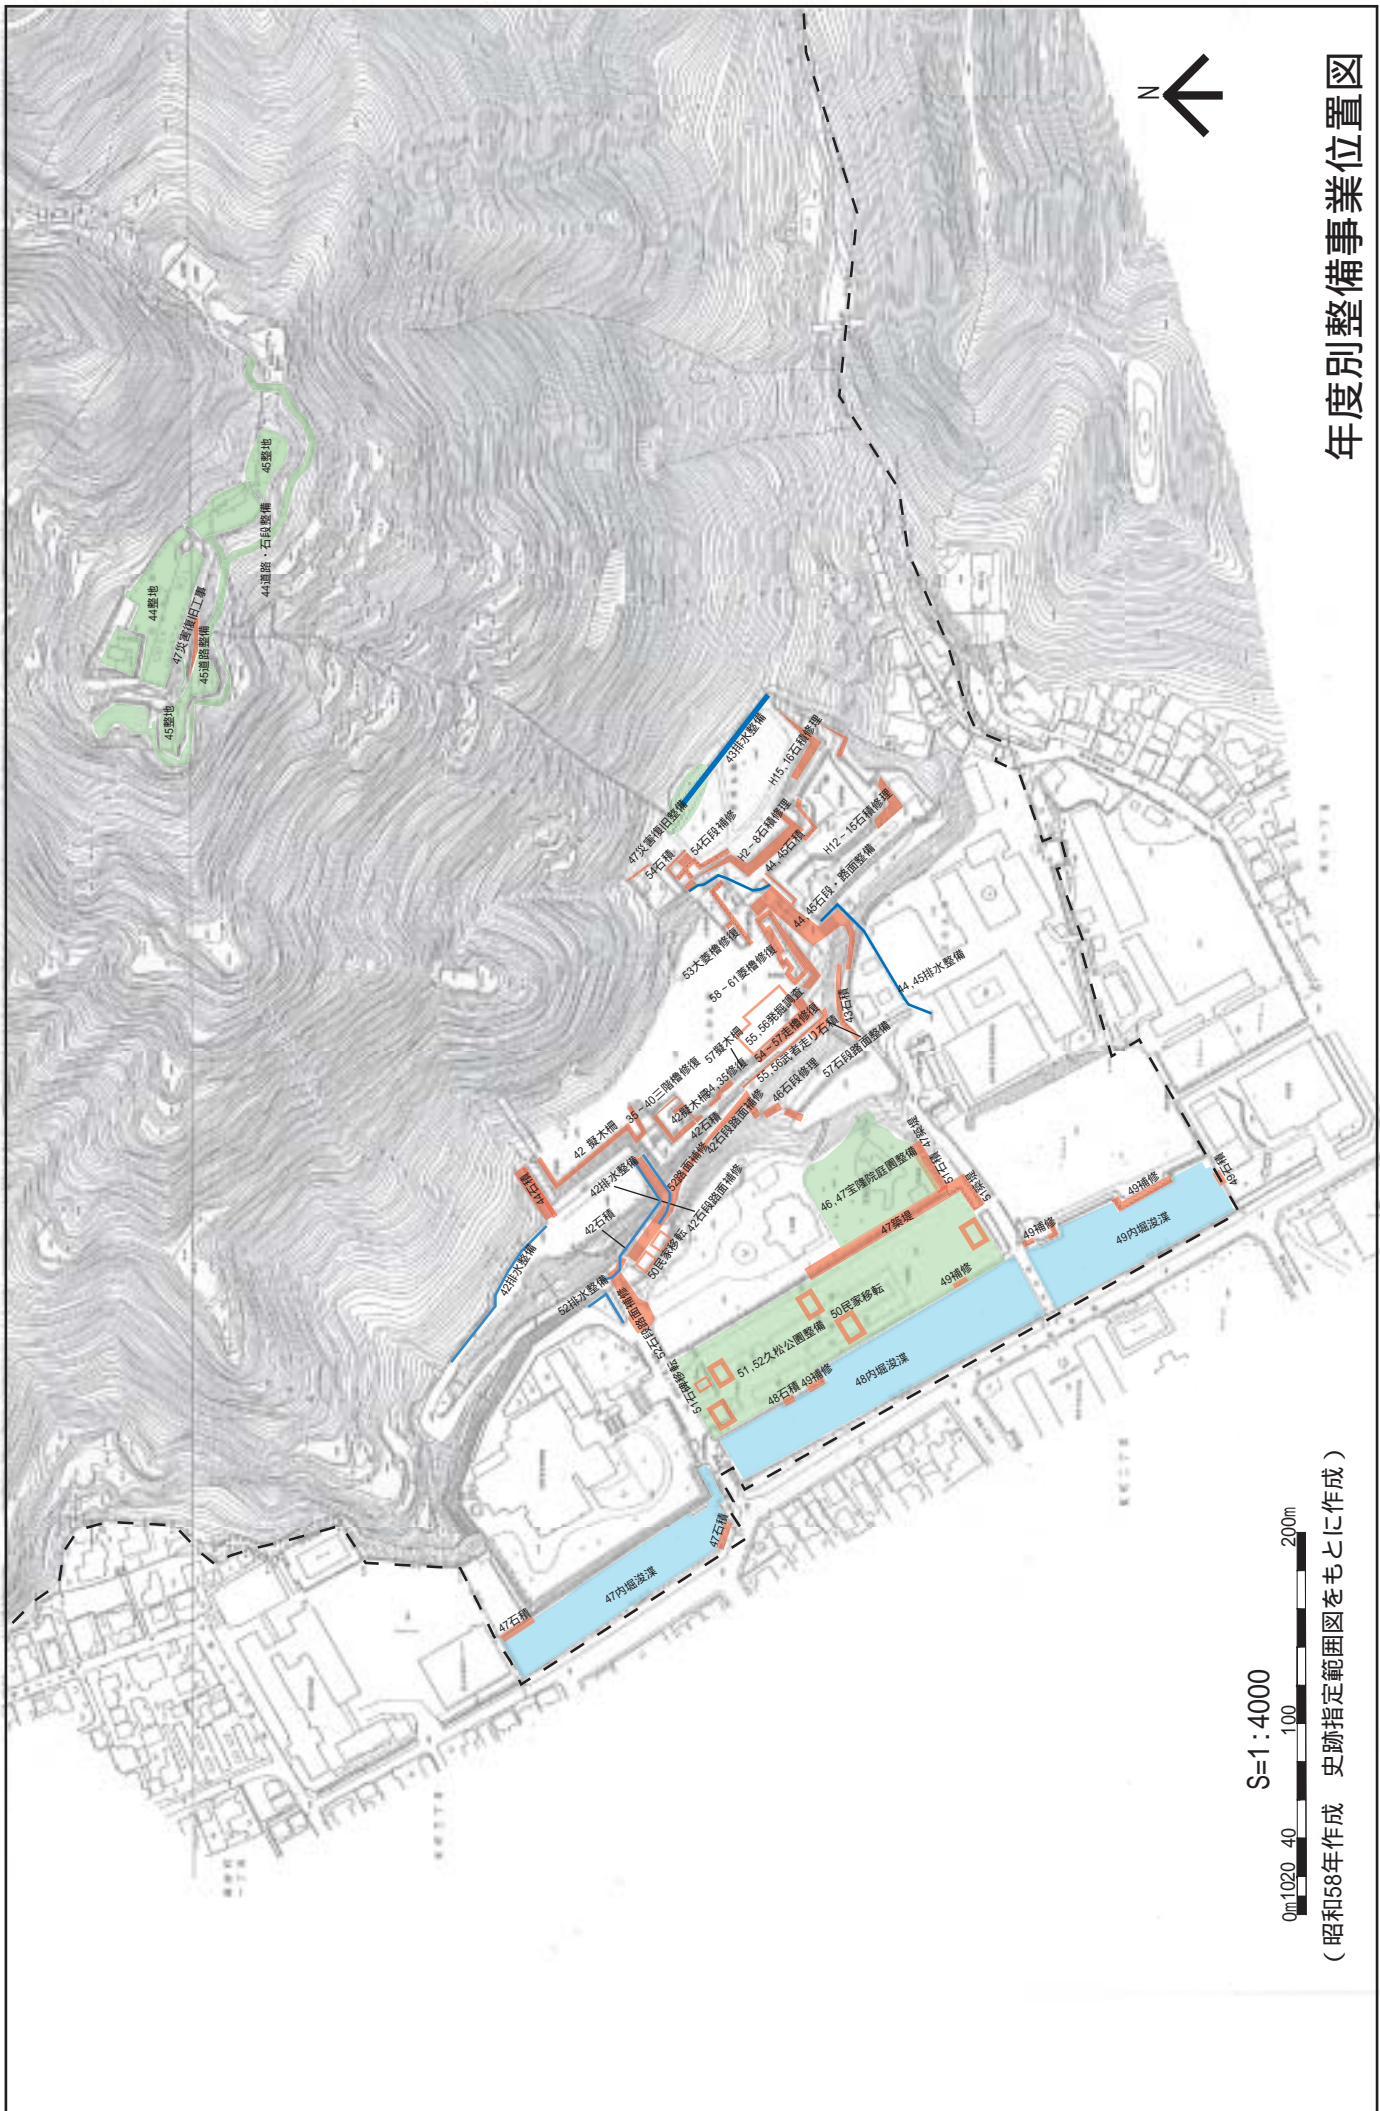 年度別整備事業位置図
N
45整地
44道路・石段整備
44整地
47災害復旧工事
45道路整備
45整地
43排水整備
H15,16石積修理
47災害復旧整備
54石段補修
54石積
H2～8石積修理
44,45石積
H12～15石積修理
44,45石段・路面整備
53大菱櫓修復
58～61菱櫓修復
44,45排水整備
55,56発掘調査
43石積
54～57走櫓修復
55,56武者走り石積
57石段路面整備
57擬木柵
34,35修復
46石段修理
35～40三階櫓修復
42擬木柵
42石積
42石段路面補修
42 擬木柵
52路面補修
42排水整備
42石段路面補修
44石積
42石積
50民家移転
42排水整備
52排水整備
52石段路面補修
46,47宝隆院庭園整備
47築堤
51石積
51築堤
47築堤
49補修
49補修
49石積
49内堀浚渫
49補修
50民家移転
51,52久松公園整備
51石碑移転
48石積
49補修
48内堀浚渫
47石積
47内堀浚渫
47石積
S=1:4000
0m 10 20 40 100 200m
（昭和58年作成 史跡指定範囲図をもとに作成）